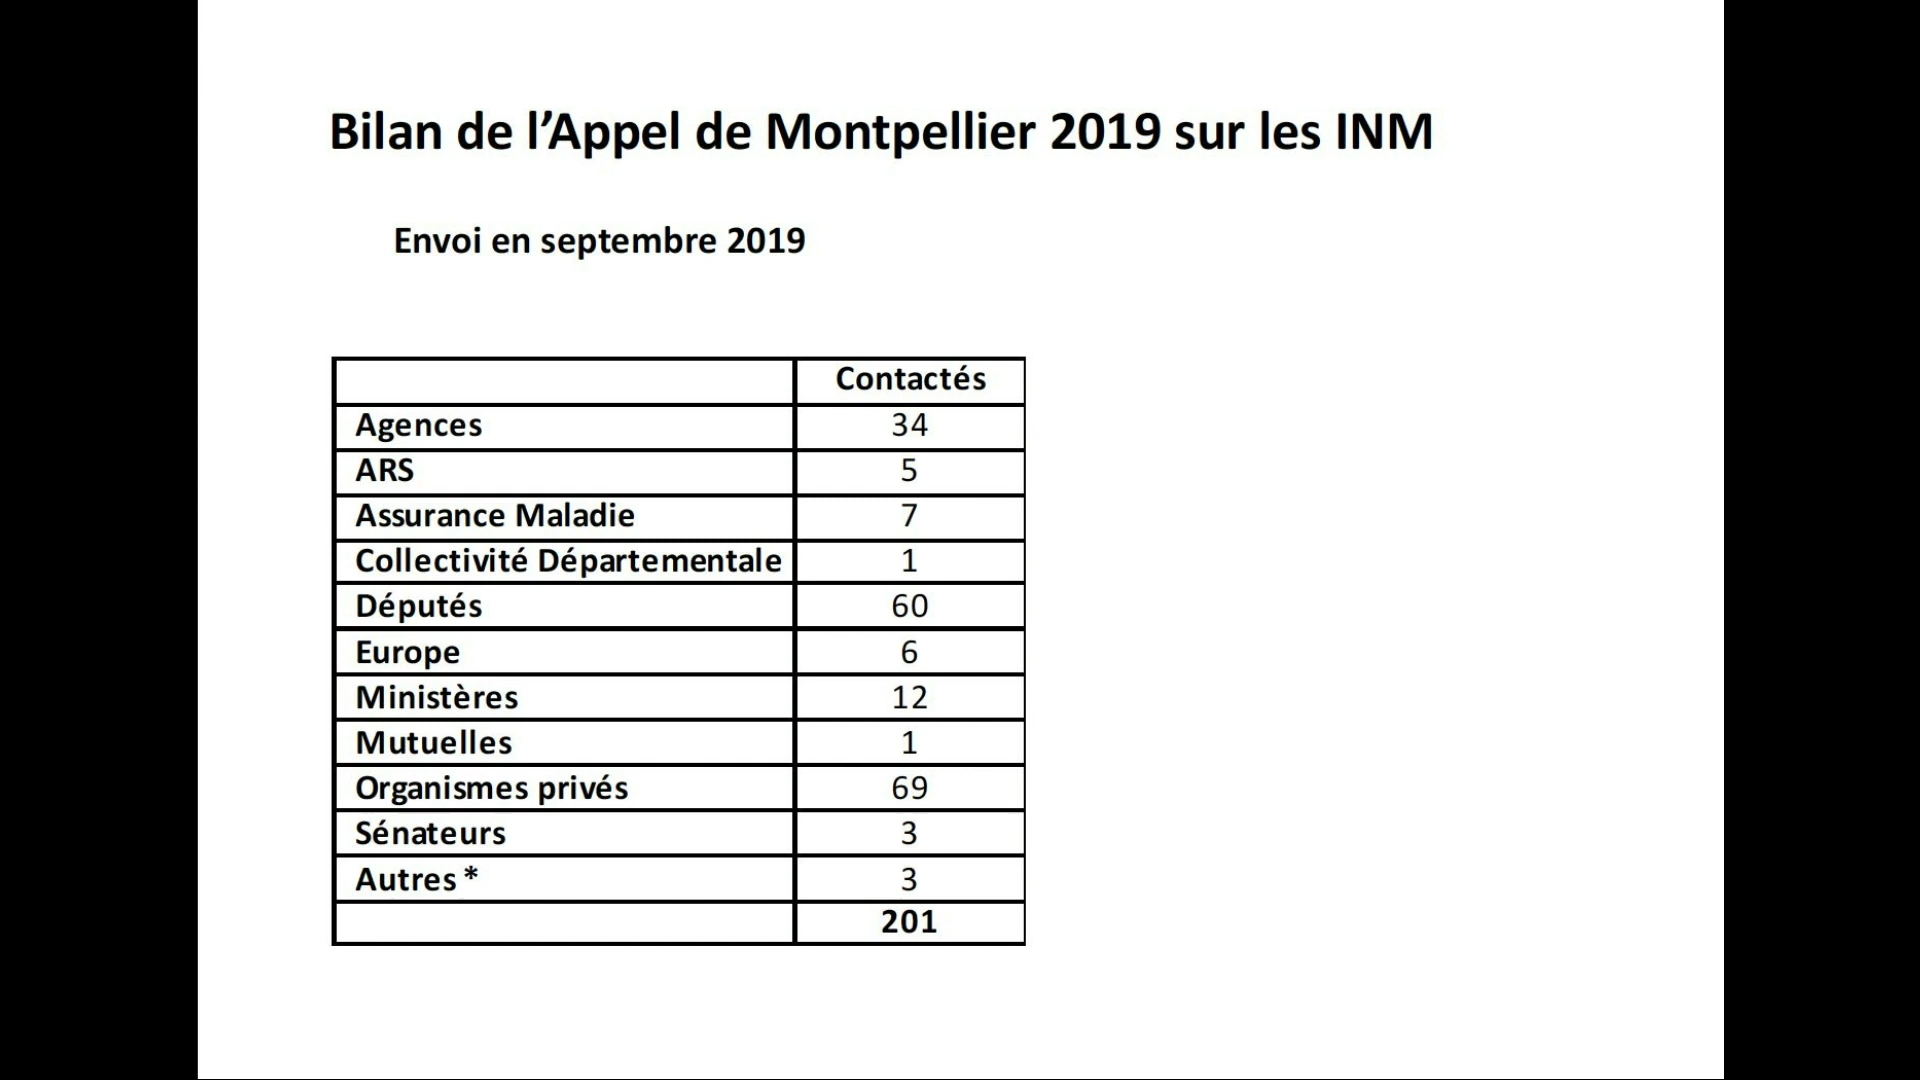 Bilan de l’Appel de Montpellier 2019 sur les INM
Envoi en septembre 2019
Contactés
Agences 34
ARS 5
Assurance Maladie 7
Collectivité Départementale 1
Députés 60
Europe 6
Ministères 12
Mutuelles 1
Organismes privés 69
Sénateurs 3
Autres * 3
201